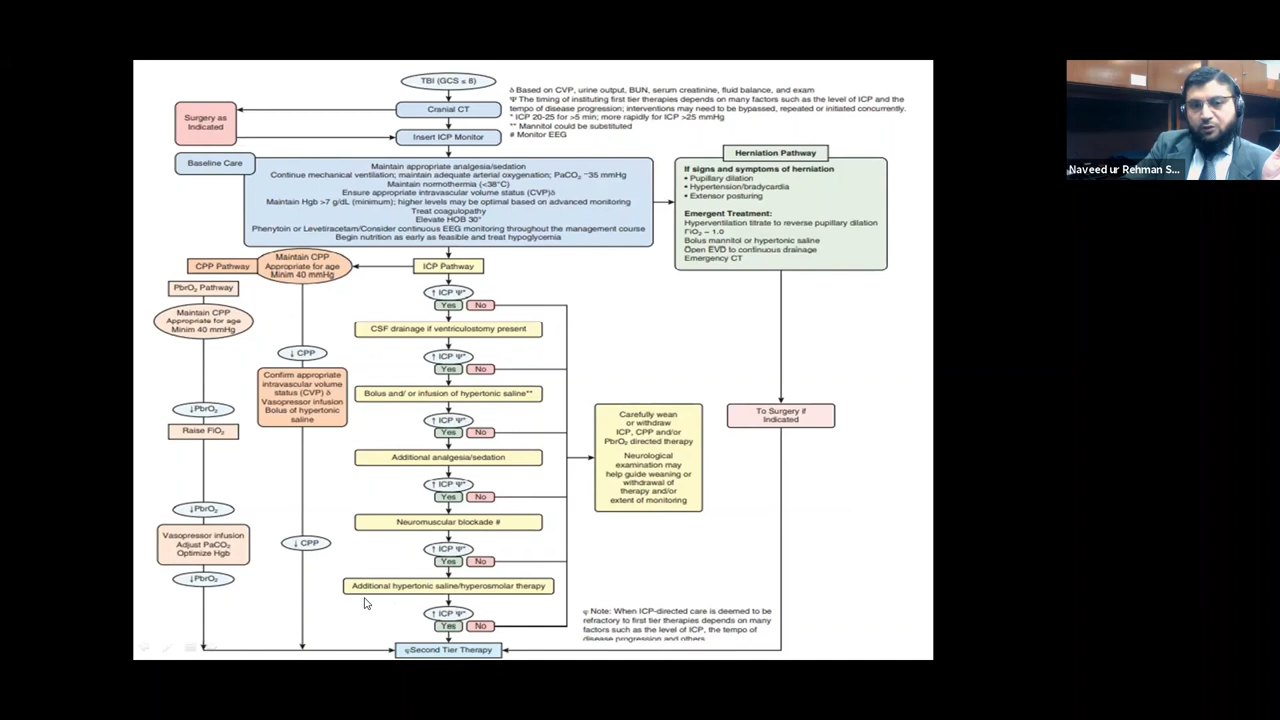 TBI (GCS ≤ 8)
Cranial CT
Surgery as
Indicated
Insert ICP Monitor
δ Based on CVP, urine output, BUN, serum creatinine, fluid balance, and exam
Ψ The timing of instituting first tier therapies depends on many factors such as the level of ICP and the
tempo of disease progression; interventions may need to be bypassed, repeated or initiated concurrently.
* ICP 20-25 for >5 min; more rapidly for ICP >25 mmHg
** Mannitol could be substituted
# Monitor EEG
Naveed ur Rehman S...
Baseline Care
Maintain appropriate analgesia/sedation
Continue mechanical ventilation; maintain adequate arterial oxygenation; PaCO₂ ~35 mmHg
Maintain normothermia (<38°C)
Ensure appropriate intravascular volume status (CVP)δ
Maintain Hgb >7 g/dL (minimum); higher levels may be optimal based on advanced monitoring
Treat coagulopathy
Elevate HOB 30°
Phenytoin or Levetiracetam/Consider continuous EEG monitoring throughout the management course
Begin nutrition as early as feasible and treat hypoglycemia
Herniation Pathway
If signs and symptoms of herniation
• Pupillary dilation
• Hypertension/bradycardia
• Extensor posturing
Emergent Treatment:
Hyperventilation titrate to reverse pupillary dilation
FiO₂ = 1.0
Bolus mannitol or hypertonic saline
Open EVD to continuous drainage
Emergency CT
To Surgery if
Indicated
CPP Pathway
Maintain CPP
Appropriate for age
Minim 40 mmHg
↓ CPP
Confirm appropriate
intravascular volume
status (CVP) δ
Vasopressor infusion
Bolus of hypertonic
saline
↓ CPP
PbrO₂ Pathway
Maintain CPP
Appropriate for age
Minim 40 mmHg
↓PbrO₂
Raise FiO₂
↓PbrO₂
Vasopressor infusion
Adjust PaCO₂
Optimize Hgb
↓PbrO₂
ICP Pathway
↑ ICP Ψ*
Yes No
CSF drainage if ventriculostomy present
↑ ICP Ψ*
Yes No
Bolus and/ or infusion of hypertonic saline**
↑ ICP Ψ*
Yes No
Additional analgesia/sedation
↑ ICP Ψ*
Yes No
Neuromuscular blockade #
↑ ICP Ψ*
Yes No
Additional hypertonic saline/hyperosmolar therapy
↑ ICP Ψ*
Yes No
Carefully wean
or withdraw
ICP, CPP and/or
PbrO₂ directed therapy
Neurological
examination may
help guide weaning or
withdrawal of
therapy and/or
extent of monitoring
φ Note: When ICP-directed care is deemed to be
refractory to first tier therapies depends on many
factors such as the level of ICP, the tempo of
disease progression and others
φSecond Tier Therapy